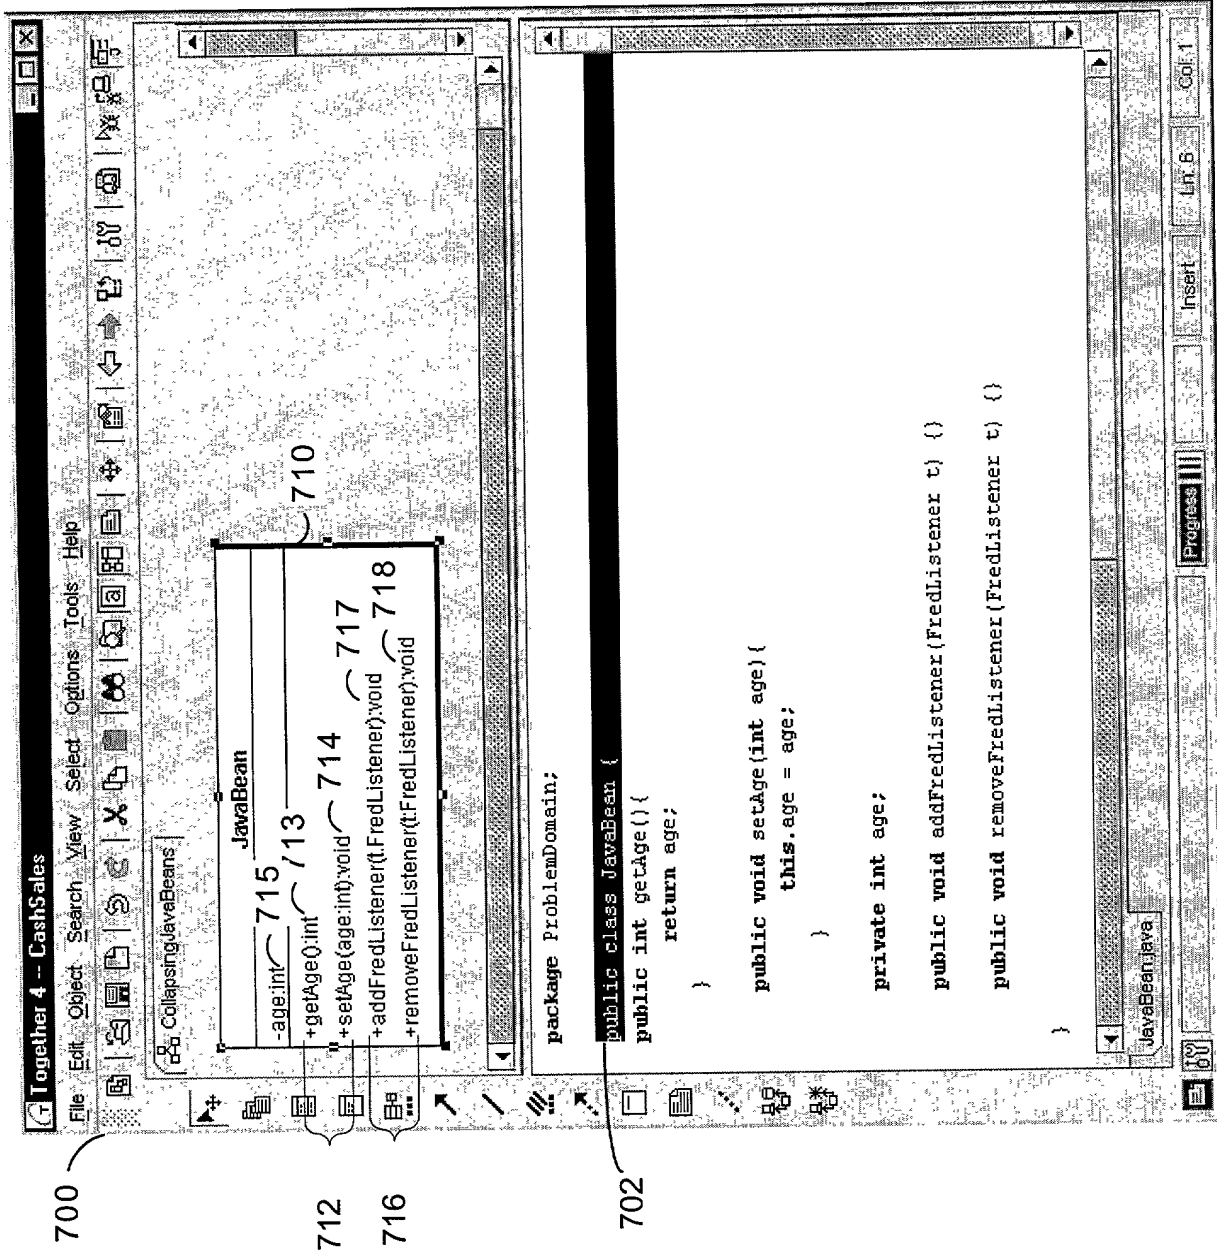 700
Together 4 -- CashSales
File Edit Object Search View Select Options Tools Help
CollapsingJavaBeans
JavaBean
-age:int 715
+getAge():int 713
+setAge(age:int):void 714
+addFredListener(t:FredListener):void 717
+removeFredListener(t:FredListener):void 718
710
712
716
702
package ProblemDomain;
public class JavaBean {
public int getAge(){
return age;
}
public void setAge(int age){
this.age = age;
}
private int age;
public void addFredListener(FredListener t) {}
public void removeFredListener(FredListener t) {}
}
JavaBean.java
Progress Insert Ln: 6 Col: 1